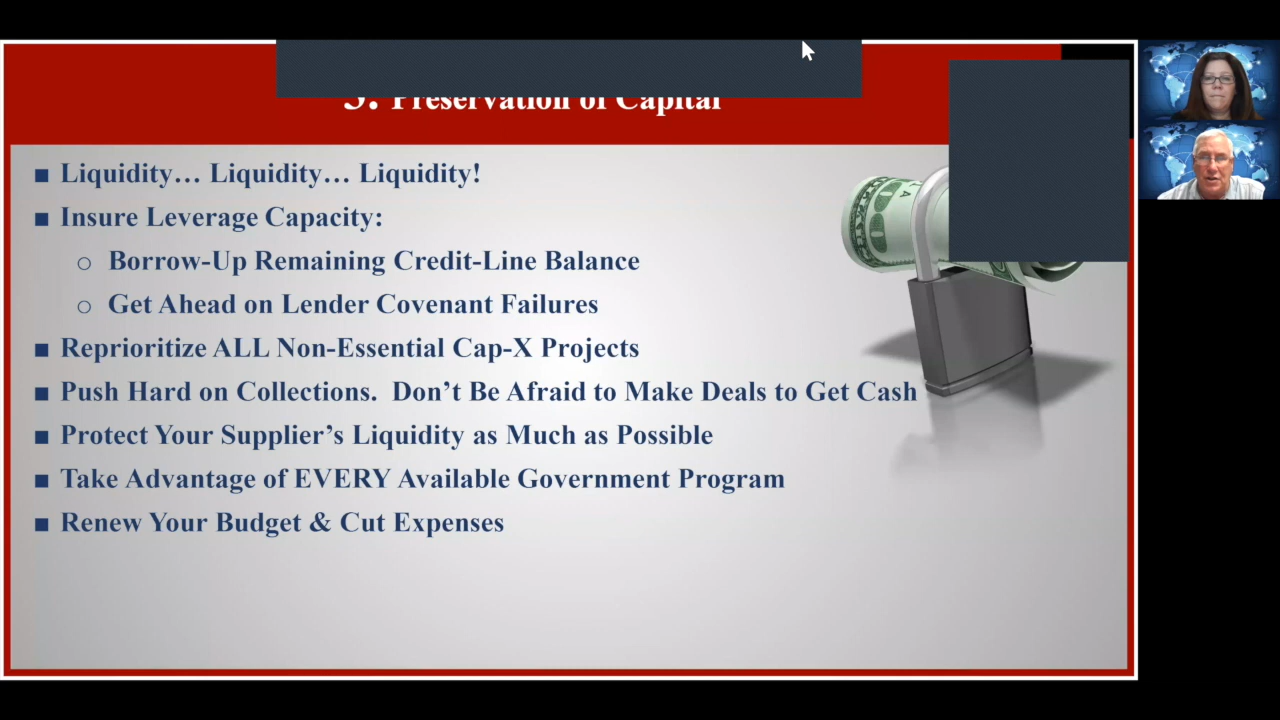 Preservation of Capital
■ Liquidity… Liquidity… Liquidity!
■ Insure Leverage Capacity:
o Borrow-Up Remaining Credit-Line Balance
o Get Ahead on Lender Covenant Failures
■ Reprioritize ALL Non-Essential Cap-X Projects
■ Push Hard on Collections.  Don’t Be Afraid to Make Deals to Get Cash
■ Protect Your Supplier’s Liquidity as Much as Possible
■ Take Advantage of EVERY Available Government Program
■ Renew Your Budget & Cut Expenses